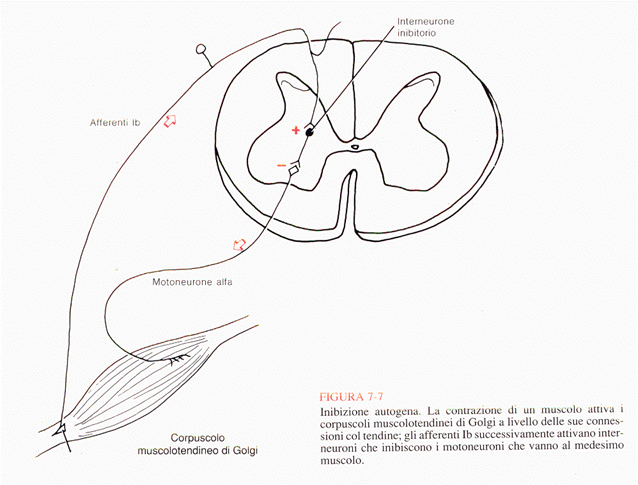 Interneurone
inibitorio
Afferenti Ib
+
−
Motoneurone alfa
Corpuscolo
muscolotendineo di Golgi
FIGURA 7-7
Inibizione autogena. La contrazione di un muscolo attiva i
corpuscoli muscolotendinei di Golgi a livello delle sue connes-
sioni col tendine; gli afferenti Ib successivamente attivano inter-
neuroni che inibiscono i motoneuroni che vanno al medesimo
muscolo.